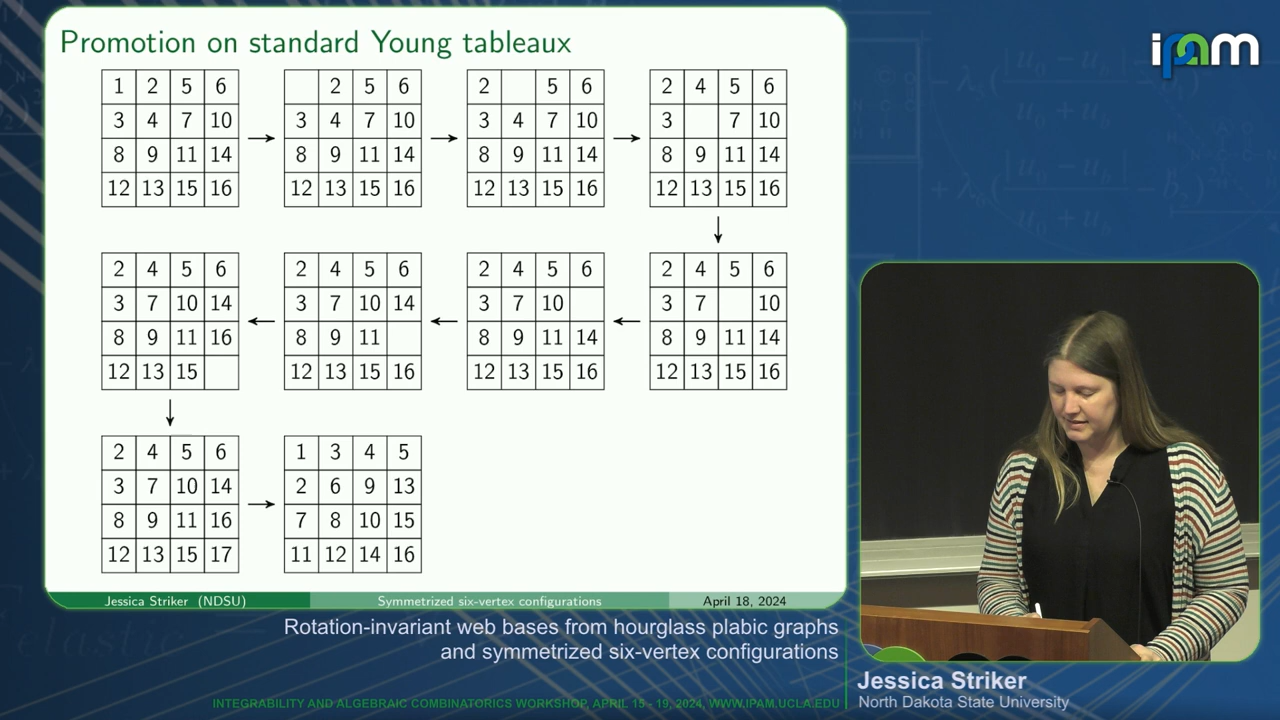 Promotion on standard Young tableaux
1 2 5 6
3 4 7 10
8 9 11 14
12 13 15 16
2 5 6
3 4 7 10
8 9 11 14
12 13 15 16
2 5 6
3 4 7 10
8 9 11 14
12 13 15 16
2 4 5 6
3 7 10
8 9 11 14
12 13 15 16
2 4 5 6
3 7 10 14
8 9 11 16
12 13 15
2 4 5 6
3 7 10 14
8 9 11
12 13 15 16
2 4 5 6
3 7 10
8 9 11 14
12 13 15 16
2 4 5 6
3 7 10
8 9 11 14
12 13 15 16
2 4 5 6
3 7 10 14
8 9 11 16
12 13 15 17
1 3 4 5
2 6 9 13
7 8 10 15
11 12 14 16
Jessica Striker (NDSU) Symmetrized six-vertex configurations April 18, 2024
Rotation-invariant web bases from hourglass plabic graphs
and symmetrized six-vertex configurations
INTEGRABILITY AND ALGEBRAIC COMBINATORICS WORKSHOP, APRIL 15 - 19, 2024, WWW.IPAM.UCLA.EDU
ipam
Jessica Striker
North Dakota State University